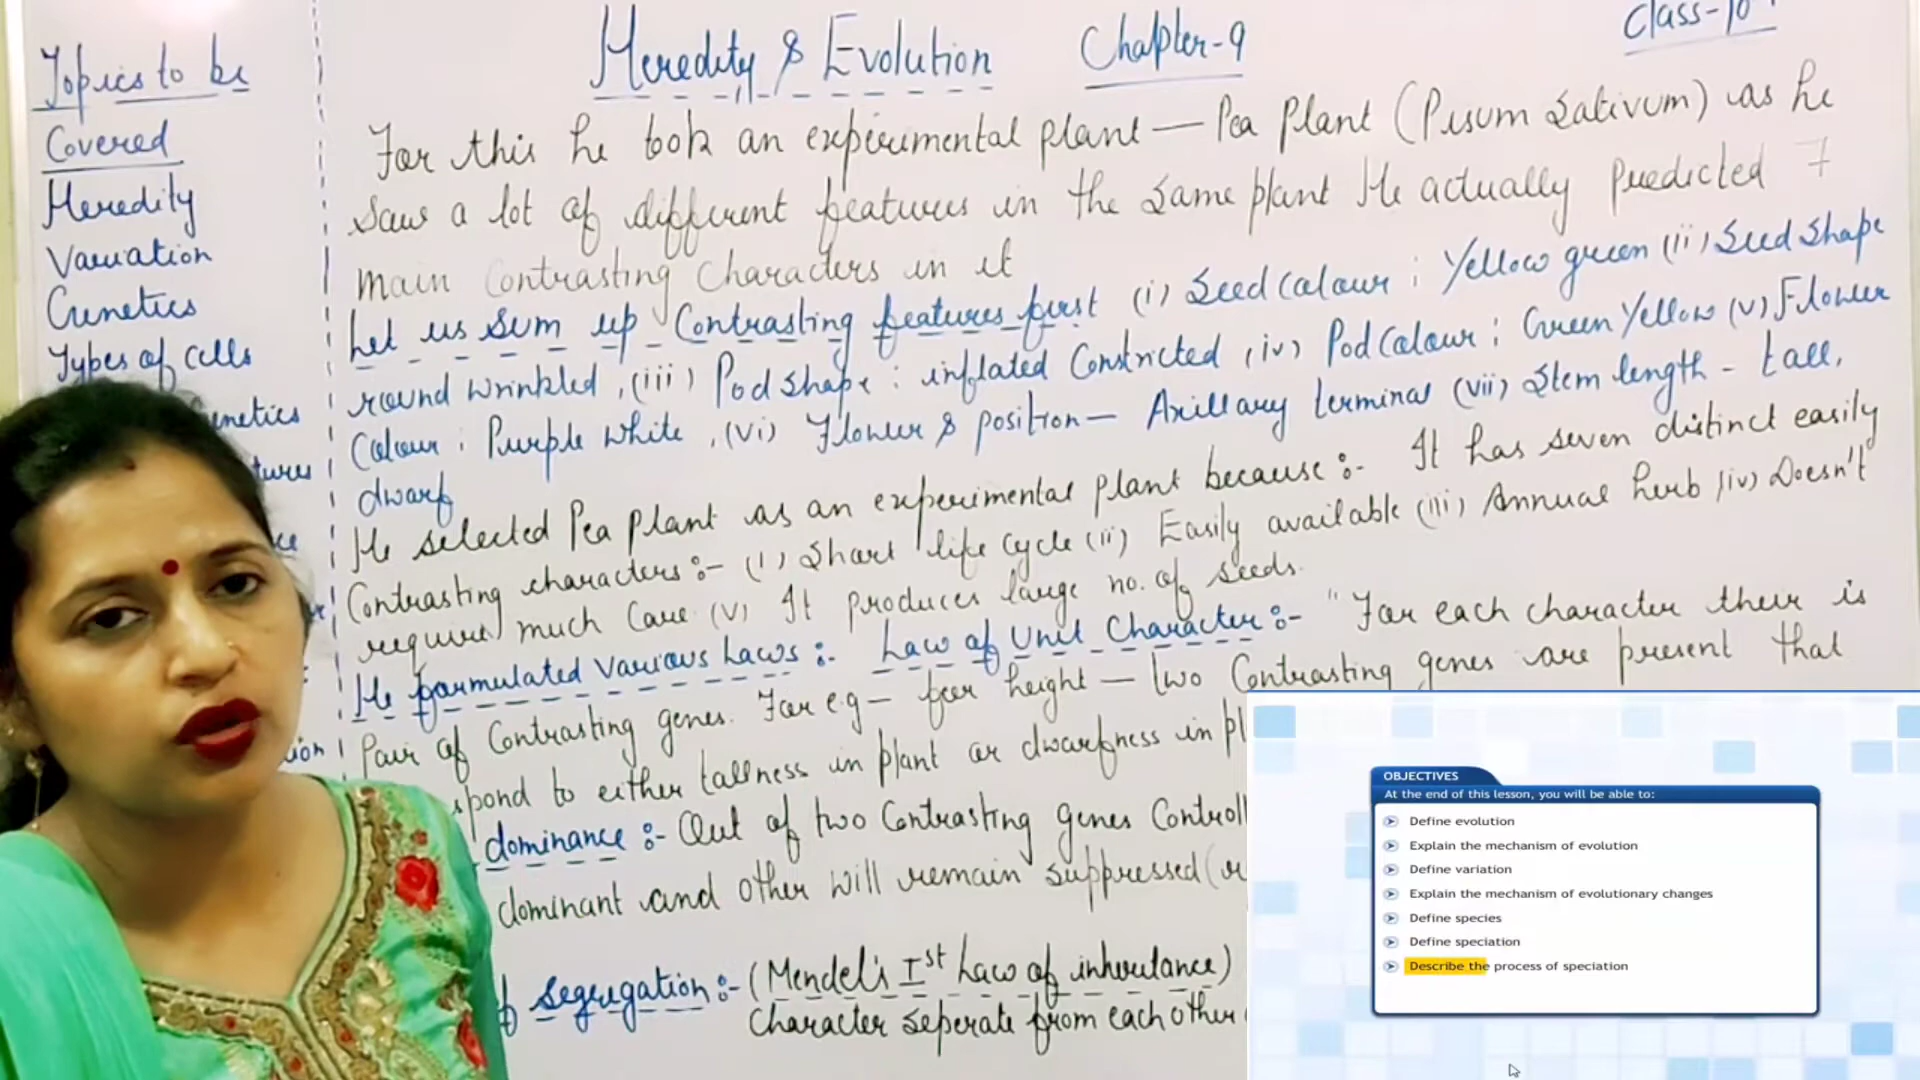 Heredity & Evolution Chapter-9
Class-10
Topics to be
Covered
Heredity
Variation
Genetics
Types of Cells
enetics
tures
ce
ion
For this he took an experimental plant — Pea Plant (Pisum Sativum) as he
Saw a lot of different features in the same plant He actually predicted 7
main Contrasting Characters in it
Let us Sum up Contrasting features first (i) Seed Colour : Yellow green (ii) Seed Shape
round wrinkled, (iii) Pod shape : inflated Constricted, (iv) Pod Colour : Green Yellow (v) Flower
Colour : Purple white, (vi) Flower & position — Axillary terminal (vii) Stem length - tall,
dwarf
He selected Pea plant as an experimental plant because :- It has seven distinct easily
Contrasting characters :- (i) Short life cycle (ii) Easily available (iii) Annual herb (iv) Doesn't
require much Care (v) It produces large no. of seeds.
He formulated various Laws :- Law of Unit Character :- "For each character their is
Pair of Contrasting genes. For e.g — for height — two Contrasting genes are present that
spond to either tallness in plant or dwarfness in pl
dominance :- Out of two Contrasting genes Controll
dominant and other will remain suppressed (r
f segregation :- (Mendel's Ist Law of inheritance)
Character seperate from each other
OBJECTIVES
At the end of this lesson, you will be able to:
Define evolution
Explain the mechanism of evolution
Define variation
Explain the mechanism of evolutionary changes
Define species
Define speciation
Describe the process of speciation